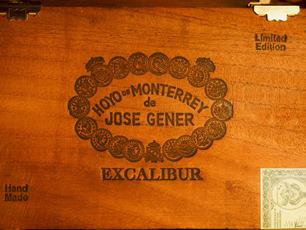 Limited
Edition
HOYO DE MONTERREY
de
JOSE GENER
EXCALIBUR
Hand
Made